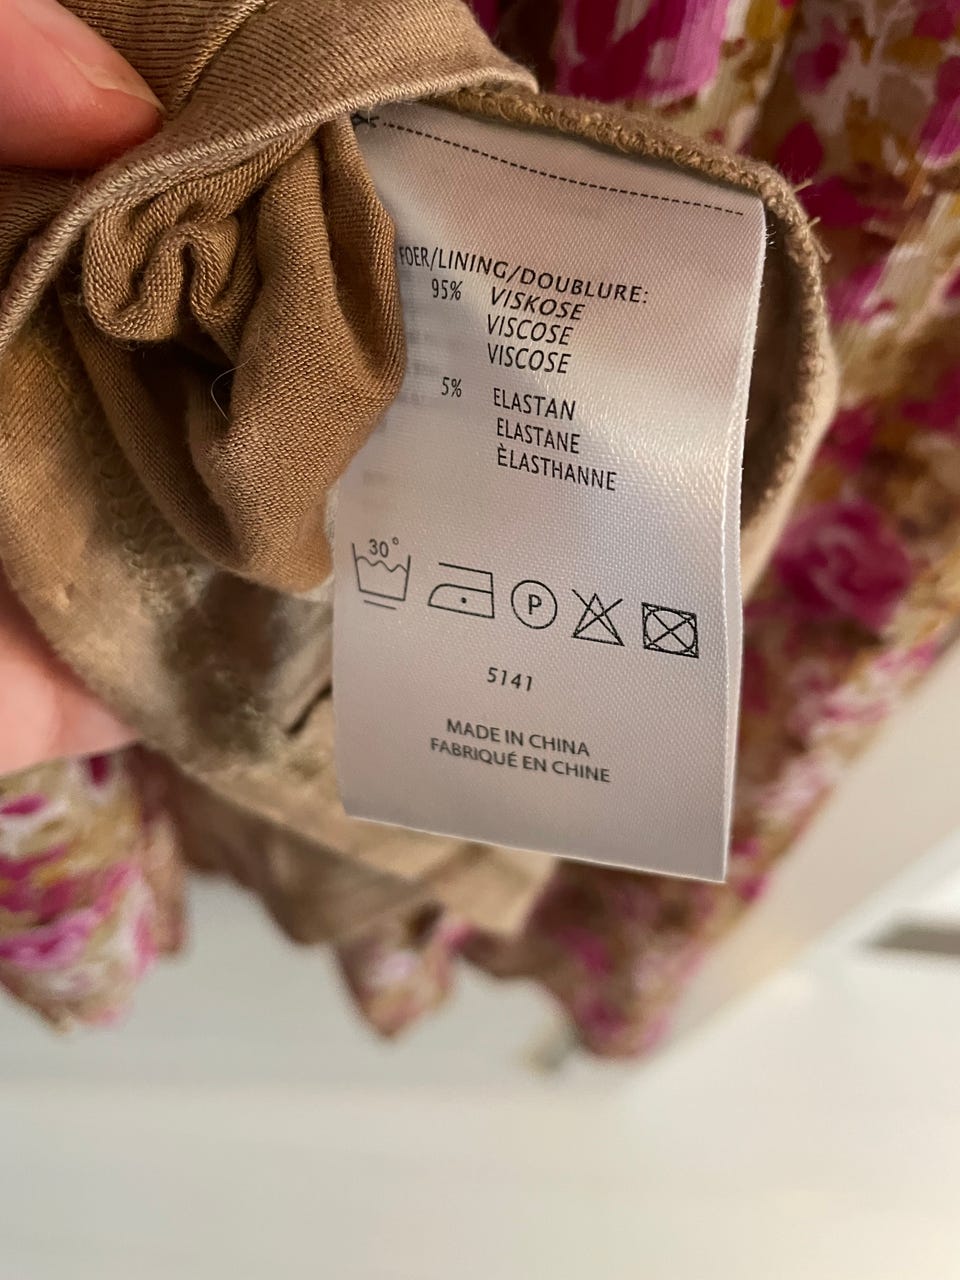 FOER/LINING/DOUBLURE:
95% VISKOSE
VISCOSE
VISCOSE
5% ELASTAN
ELASTANE
ÈLASTHANNE
30°
P
5141
MADE IN CHINA
FABRIQUÉ EN CHINE